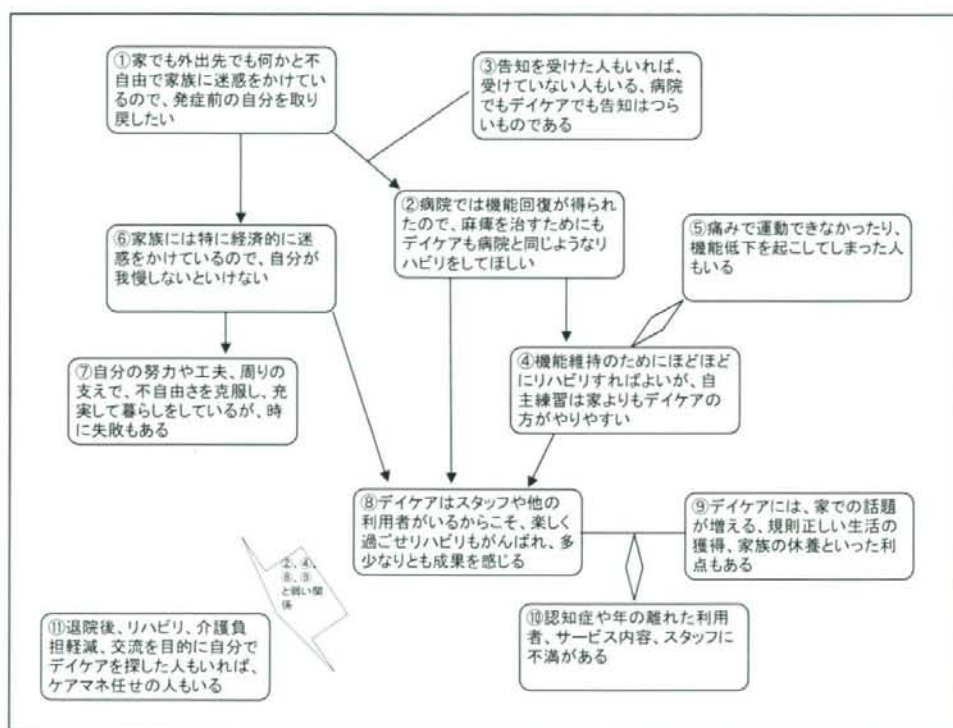 ①家でも外出先でも何かと不
自由で家族に迷惑をかけてい
るので、発症前の自分を取り
戻したい
③告知を受けた人もいれば、
受けていない人もいる、病院
でもデイケアでも告知はつら
いものである
②病院では機能回復が得られ
たので、麻痺を治すためにも
デイケアも病院と同じようなリ
ハビリをしてほしい
⑤痛みで運動できなかったり、
機能低下を起こしてしまった人
もいる
⑥家族には特に経済的に迷
惑をかけているので、自分が
我慢しないといけない
④機能維持のためにほどほど
にリハビリすればよいが、自
主練習は家よりもデイケアの
方がやりやすい
⑦自分の努力や工夫、周りの
支えで、不自由さを克服し、充
実して暮らしをしているが、時
に失敗もある
⑧デイケアはスタッフや他の
利用者がいるからこそ、楽しく
過ごせリハビリもがんばれ、多
少なりとも成果を感じる
⑨デイケアには、家での話題
が増える、規則正しい生活の
獲得、家族の休養といった利
点もある
②、④、
⑧、⑨
と弱い関
係
⑩認知症や年の離れた利用
者、サービス内容、スタッフに
不満がある
⑪退院後、リハビリ、介護負
担軽減、交流を目的に自分で
デイケアを探した人もいれば、
ケアマネ任せの人もいる